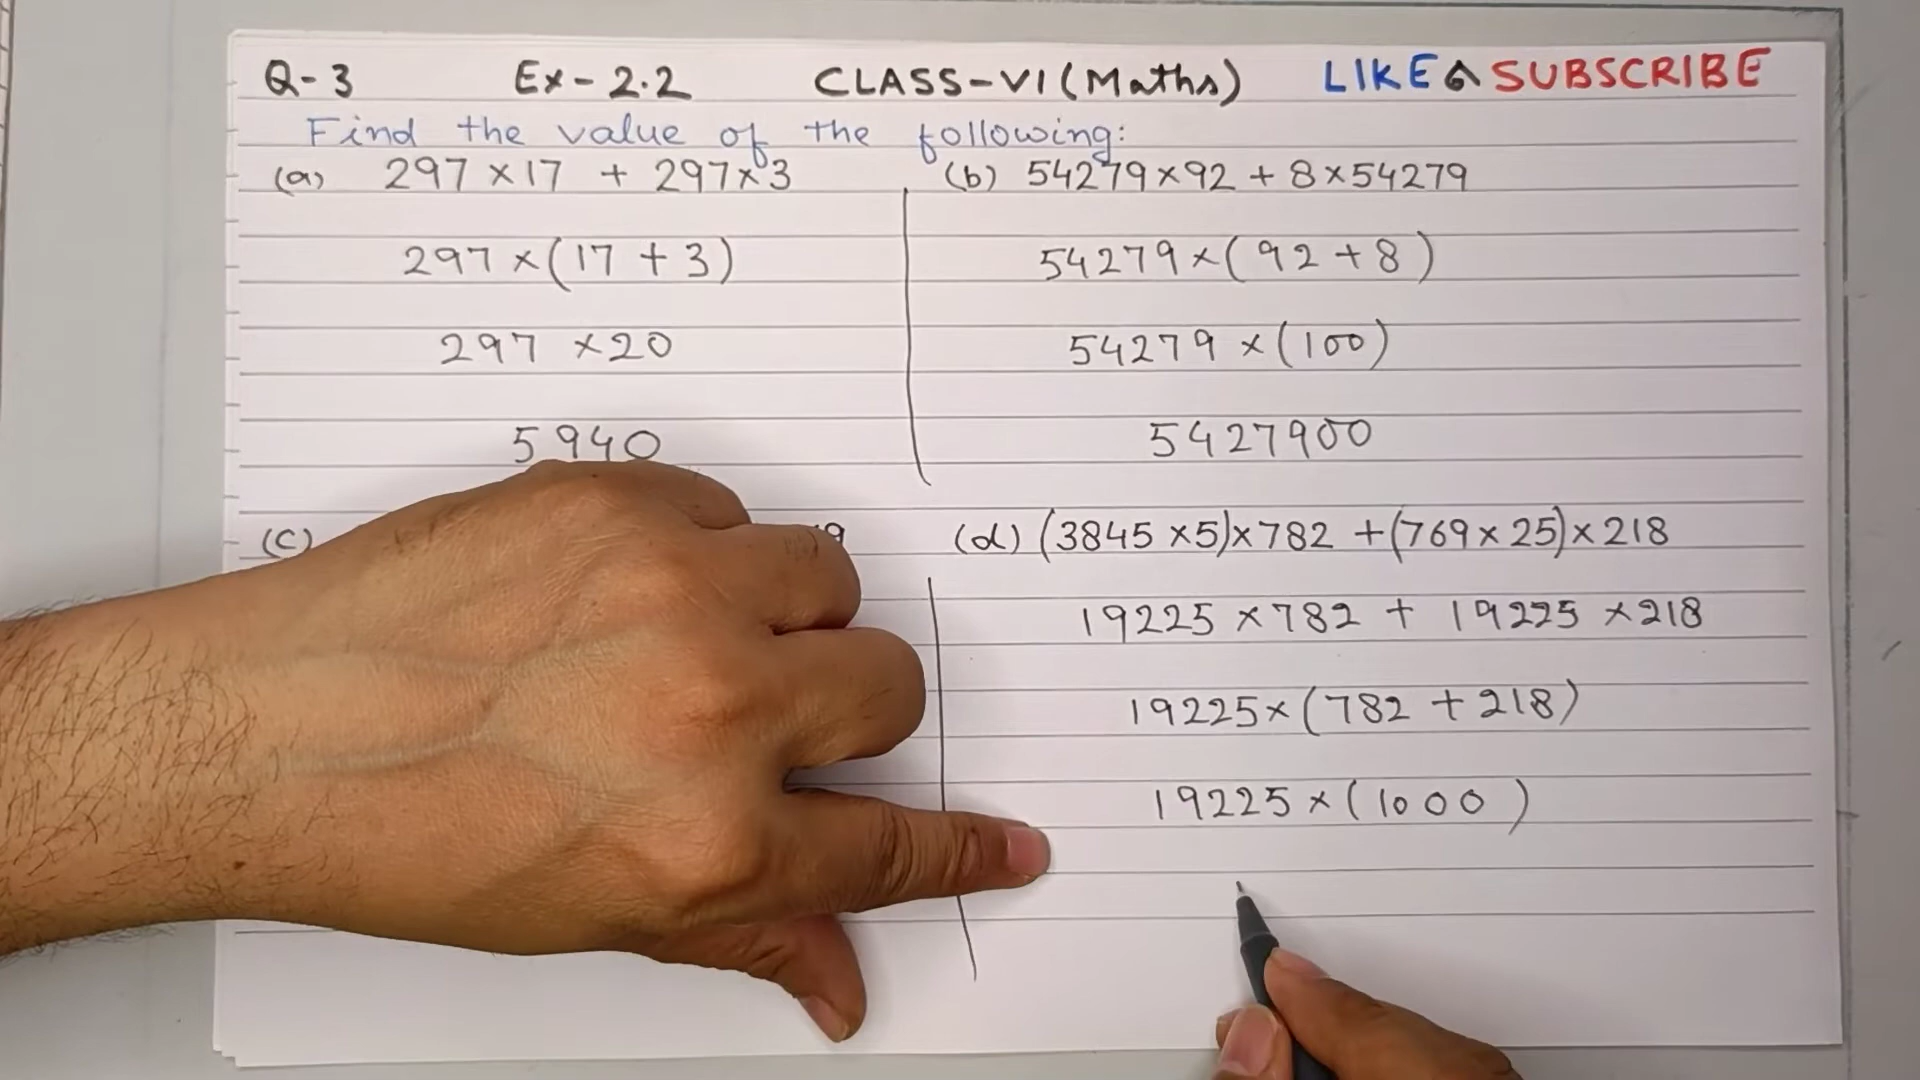 Q-3 Ex-2.2 CLASS-VI (Maths) LIKE & SUBSCRIBE
Find the value of the following:
(a) 297 × 17 + 297 × 3
297 × (17 + 3)
297 × 20
5940
(b) 54279 × 92 + 8 × 54279
54279 × (92 + 8)
54279 × (100)
5427900
(c)
(d) (3845 × 5) × 782 + (769 × 25) × 218
19225 × 782 + 19225 × 218
19225 × (782 + 218)
19225 × (1000)